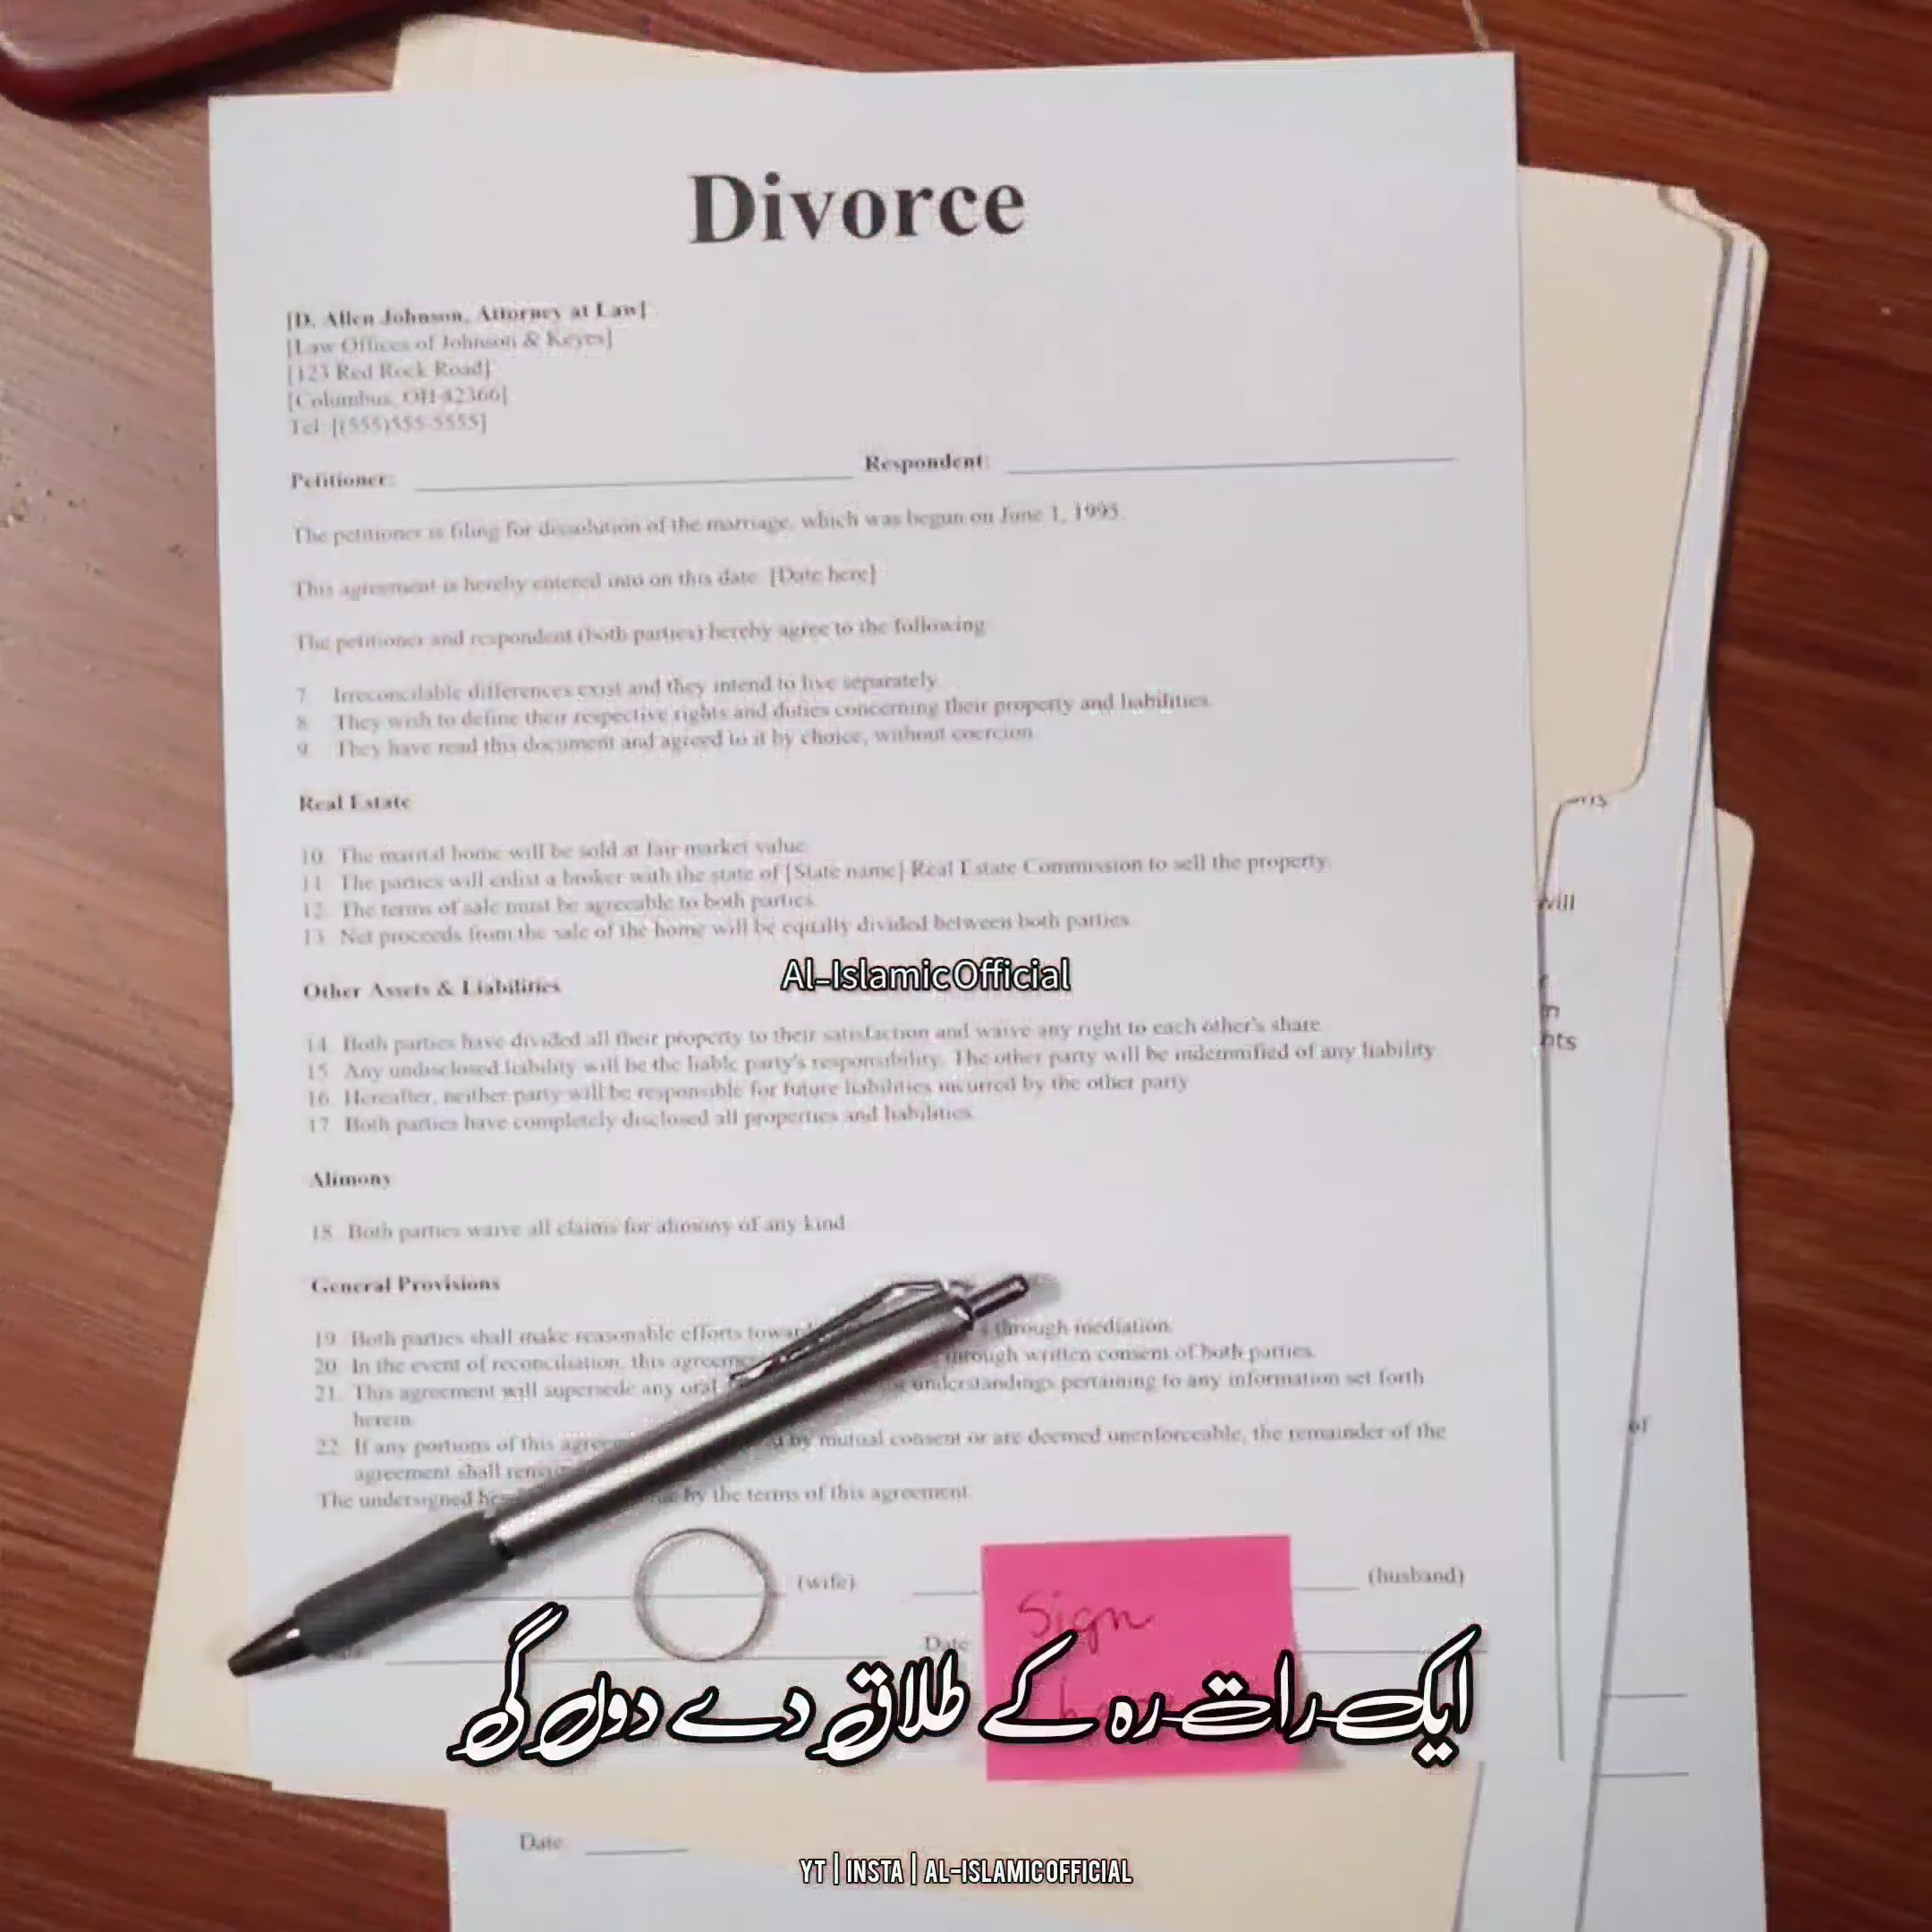 Divorce
[D. Allen Johnson, Attorney at Law]
[Law Offices of Johnson & Keyes]
[123 Red Rock Road]
[Columbus, OH 42366]
Tel: [(555)555-5555]
Petitioner: Respondent:
The petitioner is filing for dissolution of the marriage, which was begun on June 1, 1995.
This agreement is hereby entered into on this date: [Date here]
The petitioner and respondent (both parties) hereby agree to the following:
7. Irreconcilable differences exist and they intend to live separately.
8. They wish to define their respective rights and duties concerning their property and liabilities.
9. They have read this document and agreed to it by choice, without coercion.
Real Estate
10. The marital home will be sold at fair market value.
11. The parties will enlist a broker with the state of [State name] Real Estate Commission to sell the property.
12. The terms of sale must be agreeable to both parties.
13. Net proceeds from the sale of the home will be equally divided between both parties.
Al-Islamic Official
Other Assets & Liabilities
14. Both parties have divided all their property to their satisfaction and waive any right to each other's share.
15. Any undisclosed liability will be the liable party's responsibility. The other party will be indemnified of any liability.
16. Hereafter, neither party will be responsible for future liabilities incurred by the other party.
17. Both parties have completely disclosed all properties and liabilities.
Alimony
18. Both parties waive all claims for alimony of any kind.
General Provisions
19. Both parties shall make reasonable efforts through mediation.
20. In the event of reconciliation, this through written consent of both parties.
21. This agreement will supersede any oral understandings pertaining to any information set forth
herein.
22. If any portions of this by mutual consent or are deemed unenforceable, the remainder of the
agreement shall
The undersigned by the terms of this agreement.
(wife) (husband)
Sign
Date
ایک رات رہ کے طلاق دے دوں گی
Date
YT | INSTA | AL-ISLAMIC OFFICIAL
will
nts
of